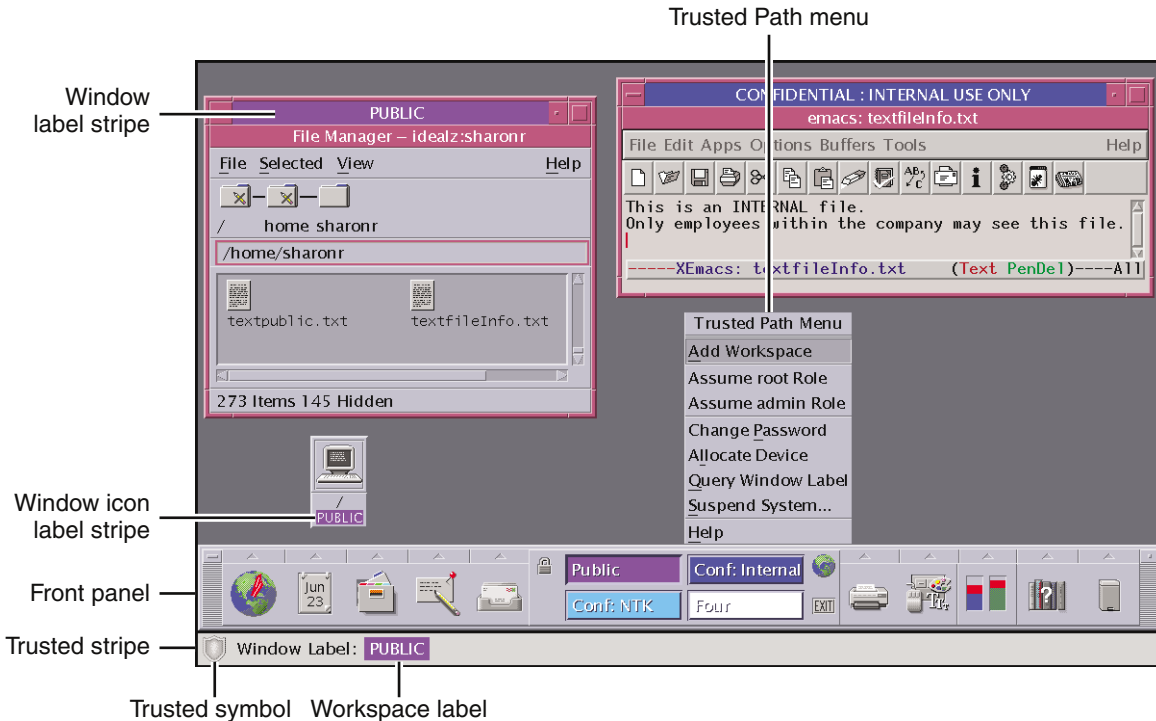 Trusted Path menu
Window
label stripe
PUBLIC
File Manager – idealz:sharonr
File Selected View Help
/ home sharonr
/home/sharonr
textpublic.txt textfileInfo.txt
273 Items 145 Hidden
CONFIDENTIAL : INTERNAL USE ONLY
emacs: textfileInfo.txt
File Edit Apps Options Buffers Tools Help
This is an INTERNAL file.
Only employees within the company may see this file.
-----XEmacs: textfileInfo.txt (Text PenDel)----All
Trusted Path Menu
Add Workspace
Assume root Role
Assume admin Role
Change Password
Allocate Device
Query Window Label
Suspend System...
Help
Window icon
label stripe
/
PUBLIC
Front panel
Jun
23
Public Conf: Internal
Conf: NTK Four
EXIT
Trusted stripe
Window Label: PUBLIC
Trusted symbol Workspace label